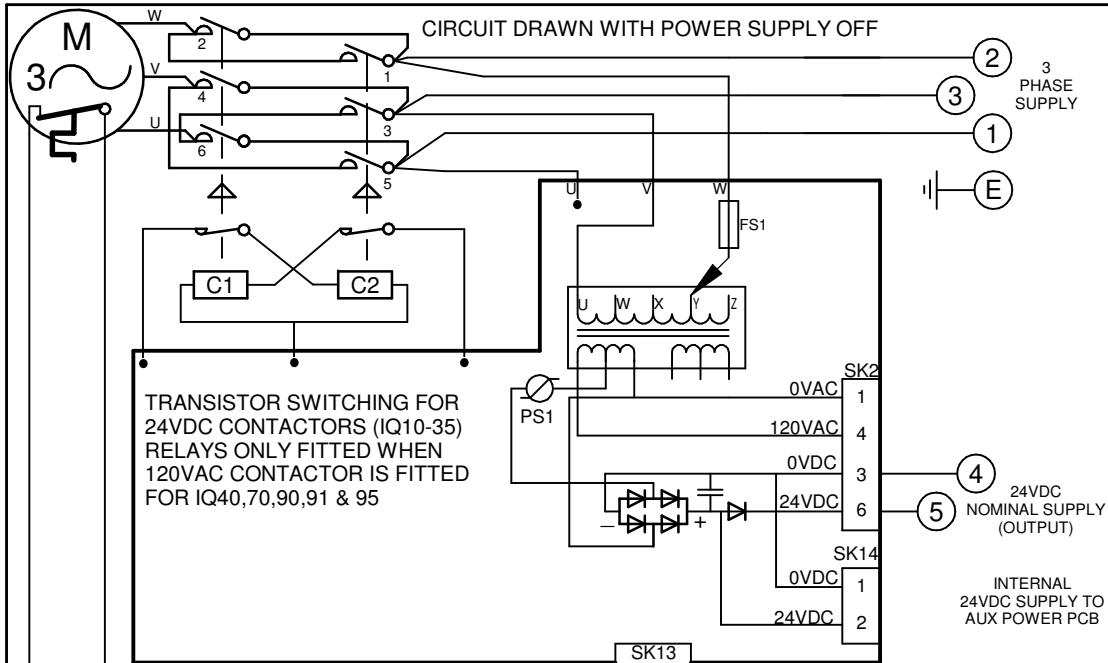 CIRCUIT DRAWN WITH POWER SUPPLY OFF
M
3
W
V
U
2
4
6
1
3
5
2
3
1
E
3
PHASE
SUPPLY
U
V
W
FS1
C1
C2
U
W
X
Y
Z
PS1
TRANSISTOR SWITCHING FOR
24VDC CONTACTORS (IQ10-35)
RELAYS ONLY FITTED WHEN
120VAC CONTACTOR IS FITTED
FOR IQ40,70,90,91 & 95
SK2
0VAC
1
120VAC
4
0VDC
3
24VDC
6
− +
4
5
24VDC
NOMINAL SUPPLY
(OUTPUT)
SK14
0VDC
1
24VDC
2
INTERNAL
24VDC SUPPLY TO
AUX POWER PCB
SK13